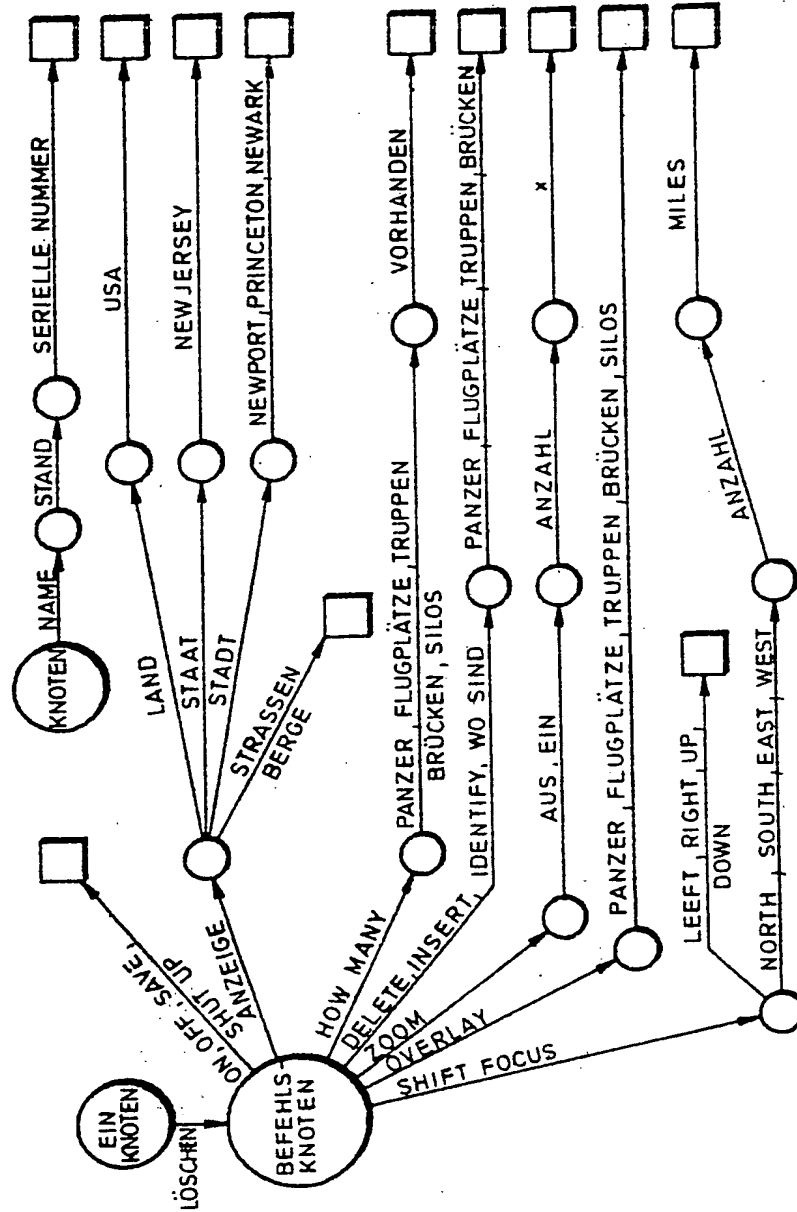 KNOTEN
NAME
STAND
SERIELLE NUMMER
EIN
KNOTEN
LÖSCHEN
BEFEHLS-
KNOTEN
ON, OFF, SAVE,
SHUT UP
ANZEIGE
LAND
USA
STAAT
NEW JERSEY
STADT
NEWPORT, PRINCETON, NEWARK
STRASSEN
BERGE
HOW MANY
PANZER, FLUGPLÄTZE, TRUPPEN
BRÜCKEN, SILOS
VORHANDEN
DELETE, INSERT, IDENTIFY, WO SIND
PANZER FLUGPLÄTZE, TRUPPEN, BRÜCKEN
ZOOM
AUS, EIN
ANZAHL
x
OVERLAY
PANZER, FLUGPLÄTZE, TRUPPEN, BRÜCKEN, SILOS
SHIFT FOCUS
LEEFT, RIGHT, UP,
DOWN
NORTH, SOUTH, EAST, WEST
ANZAHL
MILES